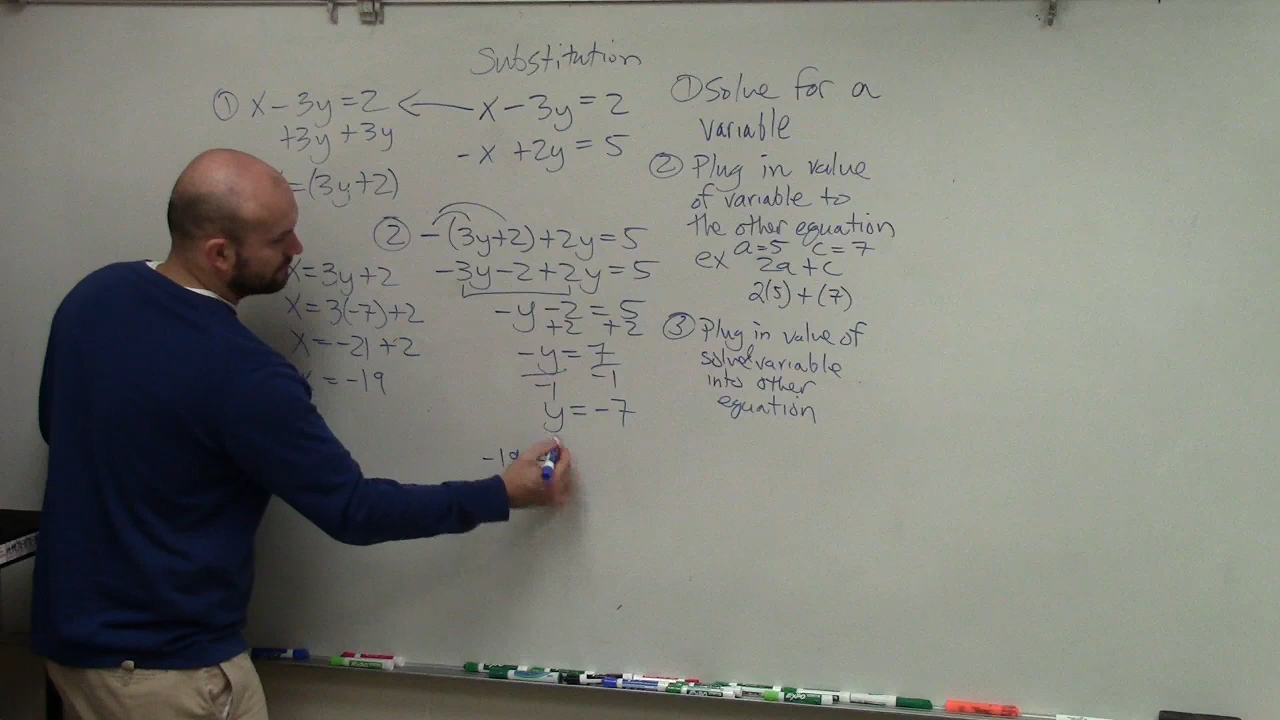 Substitution
① x - 3y = 2
+3y +3y
= (3y+2)
x - 3y = 2
-x + 2y = 5
② -(3y+2)+2y=5
-3y-2+2y=5
-y-2=5
+2 +2
-y = 7
-1 -1
y = -7
x=3y+2
x=3(-7)+2
x=-21+2
x = -19
-19
① Solve for a
variable
② Plug in value
of variable to
the other equation
ex a=5 c=7
2a+c
2(5)+(7)
③ Plug in value of
solved variable
into other
equation